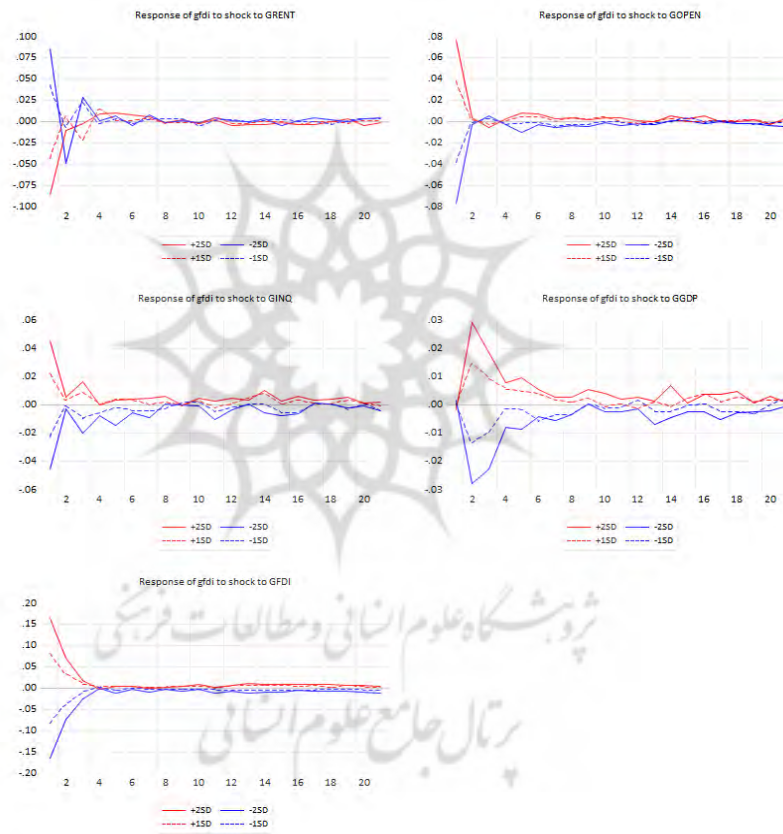 Response of gfdi to shock to GRENT
.100
.075
.050
.025
.000
-.025
-.050
-.075
-.100
2 4 6 8 10 12 14 16 18 20
+2SD -2SD
+1SD -1SD
Response of gfdi to shock to GOPEN
.08
.06
.04
.02
.00
-.02
-.04
-.06
-.08
2 4 6 8 10 12 14 16 18 20
+2SD -2SD
+1SD -1SD
Response of gfdi to shock to GINQ
.06
.04
.02
.00
-.02
-.04
-.06
2 4 6 8 10 12 14 16 18 20
+2SD -2SD
+1SD -1SD
Response of gfdi to shock to GGDP
.03
.02
.01
.00
-.01
-.02
-.03
2 4 6 8 10 12 14 16 18 20
+2SD -2SD
+1SD -1SD
Response of gfdi to shock to GFDI
.20
.15
.10
.05
.00
-.05
-.10
-.15
-.20
2 4 6 8 10 12 14 16 18 20
+2SD -2SD
+1SD -1SD
پژوهشگاه علوم انسانی و مطالعات فرهنگی
پرتال جامع علوم انسانی